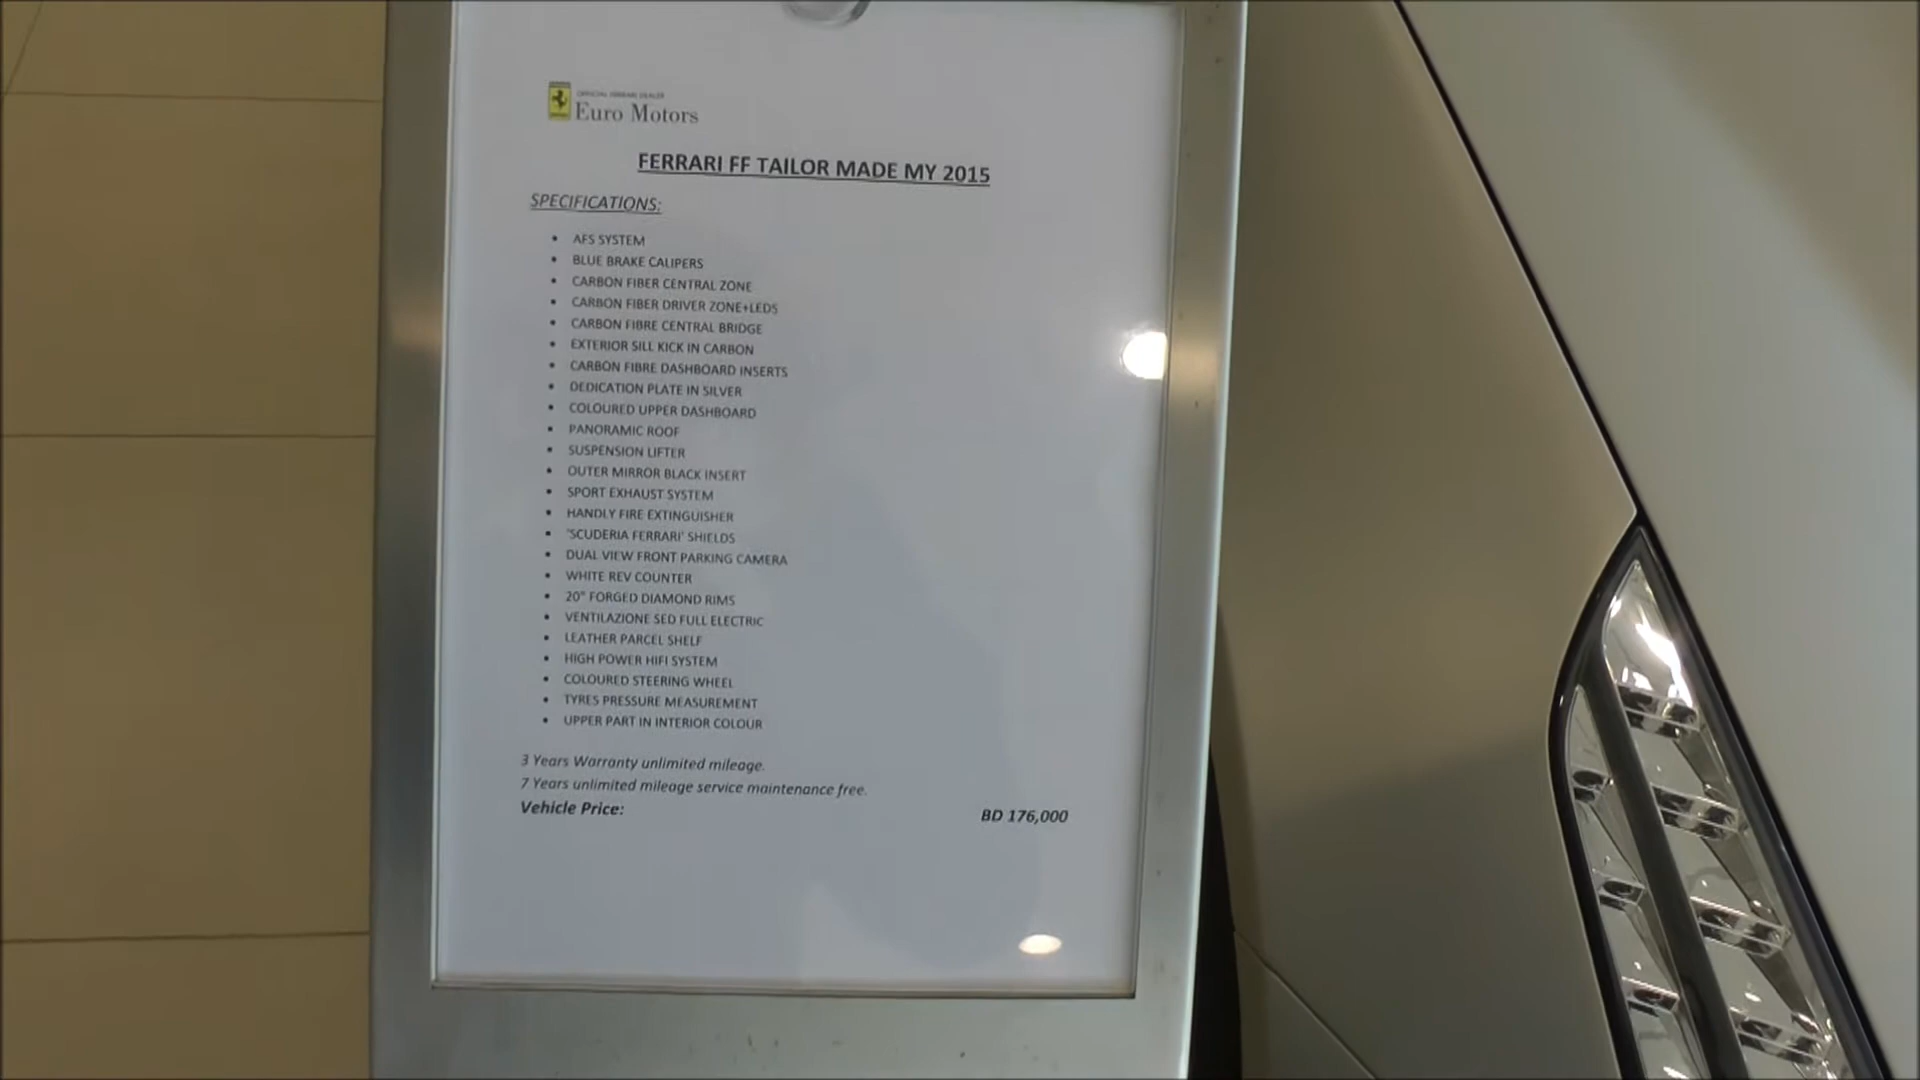 OFFICIAL FERRARI DEALER
Euro Motors
FERRARI FF TAILOR MADE MY 2015
SPECIFICATIONS:
• AFS SYSTEM
• BLUE BRAKE CALIPERS
• CARBON FIBER CENTRAL ZONE
• CARBON FIBER DRIVER ZONE+LEDS
• CARBON FIBRE CENTRAL BRIDGE
• EXTERIOR SILL KICK IN CARBON
• CARBON FIBRE DASHBOARD INSERTS
• DEDICATION PLATE IN SILVER
• COLOURED UPPER DASHBOARD
• PANORAMIC ROOF
• SUSPENSION LIFTER
• OUTER MIRROR BLACK INSERT
• SPORT EXHAUST SYSTEM
• HANDLY FIRE EXTINGUISHER
• 'SCUDERIA FERRARI' SHIELDS
• DUAL VIEW FRONT PARKING CAMERA
• WHITE REV COUNTER
• 20" FORGED DIAMOND RIMS
• VENTILAZIONE SED FULL ELECTRIC
• LEATHER PARCEL SHELF
• HIGH POWER HIFI SYSTEM
• COLOURED STEERING WHEEL
• TYRES PRESSURE MEASUREMENT
• UPPER PART IN INTERIOR COLOUR
3 Years Warranty unlimited mileage.
7 Years unlimited mileage service maintenance free.
Vehicle Price: BD 176,000